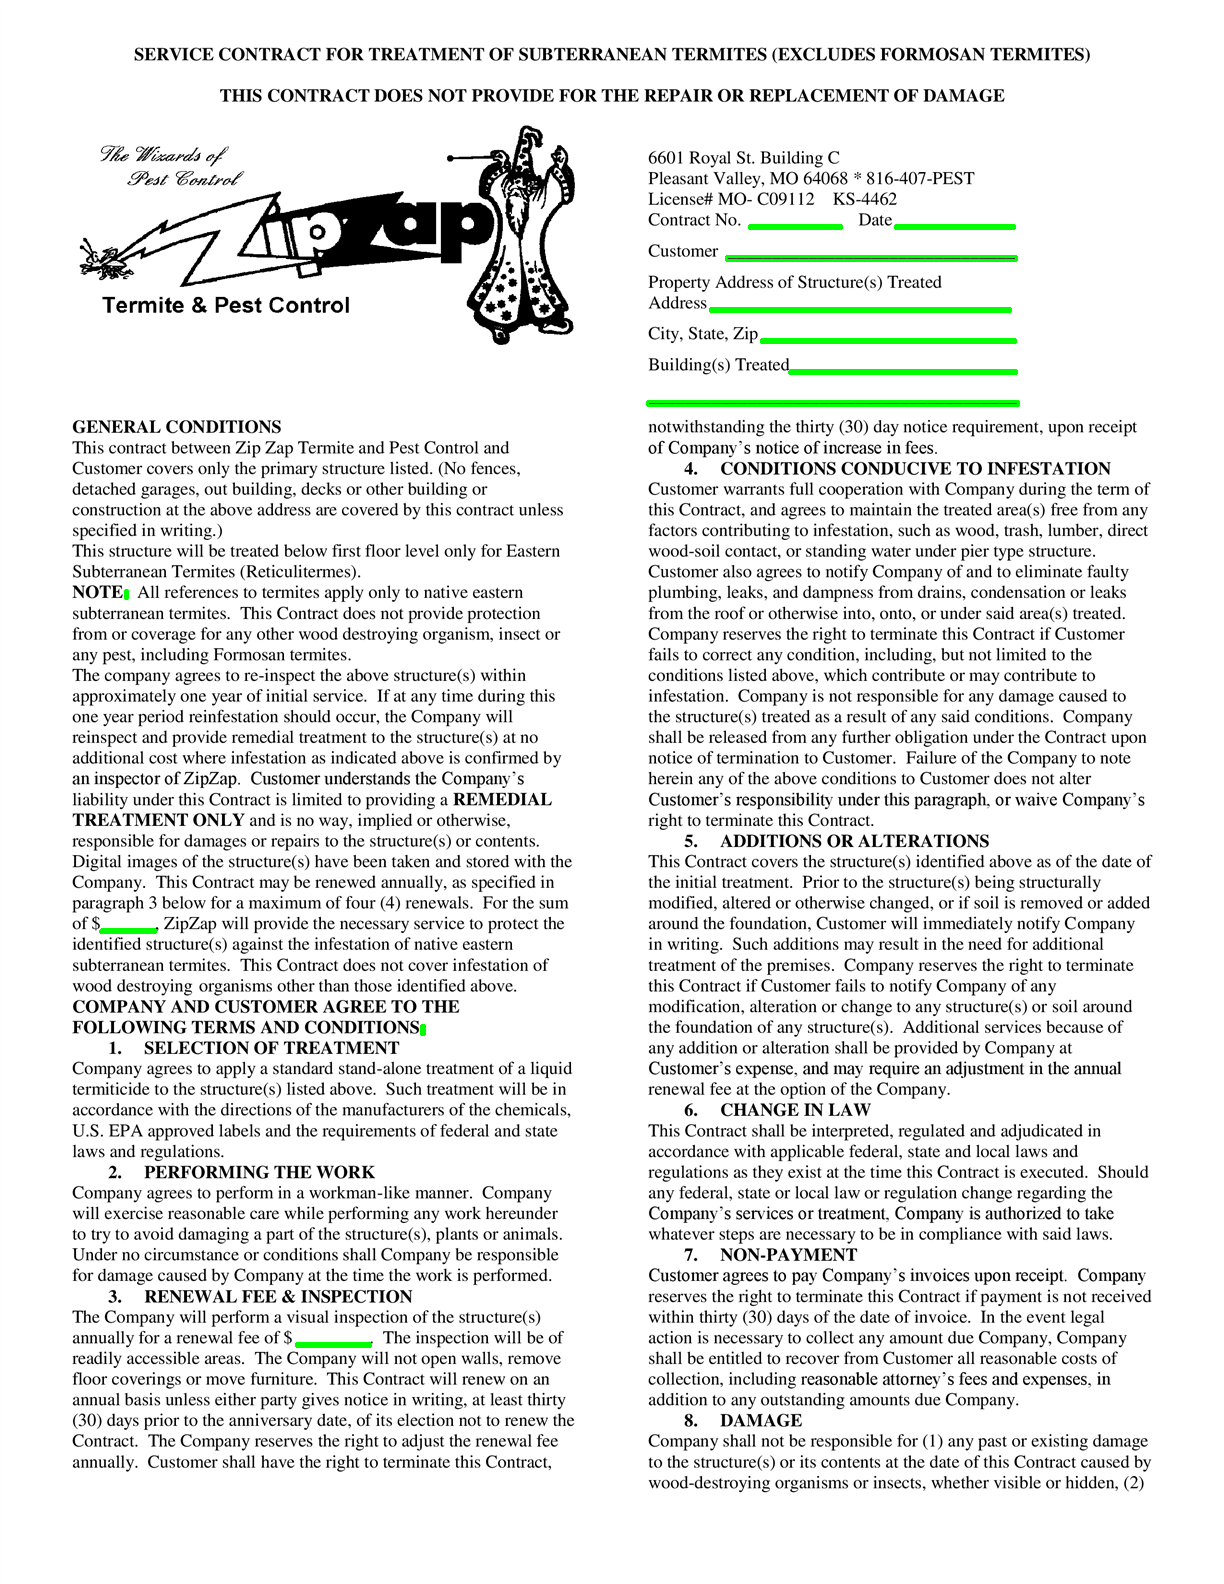 SERVICE CONTRACT FOR TREATMENT OF SUBTERRANEAN TERMITES (EXCLUDES FORMOSAN TERMITES)
THIS CONTRACT DOES NOT PROVIDE FOR THE REPAIR OR REPLACEMENT OF DAMAGE
The Wizards of
Pest Control
ZipZap
Termite & Pest Control
6601 Royal St. Building C
Pleasant Valley, MO 64068 * 816-407-PEST
License# MO- C09112 KS-4462
Contract No. Date
Customer
Property Address of Structure(s) Treated
Address
City, State, Zip
Building(s) Treated
GENERAL CONDITIONS
This contract between Zip Zap Termite and Pest Control and
Customer covers only the primary structure listed. (No fences,
detached garages, out building, decks or other building or
construction at the above address are covered by this contract unless
specified in writing.)
This structure will be treated below first floor level only for Eastern
Subterranean Termites (Reticulitermes).
NOTE: All references to termites apply only to native eastern
subterranean termites. This Contract does not provide protection
from or coverage for any other wood destroying organism, insect or
any pest, including Formosan termites.
The company agrees to re-inspect the above structure(s) within
approximately one year of initial service. If at any time during this
one year period reinfestation should occur, the Company will
reinspect and provide remedial treatment to the structure(s) at no
additional cost where infestation as indicated above is confirmed by
an inspector of ZipZap. Customer understands the Company's
liability under this Contract is limited to providing a REMEDIAL
TREATMENT ONLY and is no way, implied or otherwise,
responsible for damages or repairs to the structure(s) or contents.
Digital images of the structure(s) have been taken and stored with the
Company. This Contract may be renewed annually, as specified in
paragraph 3 below for a maximum of four (4) renewals. For the sum
of $ , ZipZap will provide the necessary service to protect the
identified structure(s) against the infestation of native eastern
subterranean termites. This Contract does not cover infestation of
wood destroying organisms other than those identified above.
COMPANY AND CUSTOMER AGREE TO THE
FOLLOWING TERMS AND CONDITIONS:
1. SELECTION OF TREATMENT
Company agrees to apply a standard stand-alone treatment of a liquid
termiticide to the structure(s) listed above. Such treatment will be in
accordance with the directions of the manufacturers of the chemicals,
U.S. EPA approved labels and the requirements of federal and state
laws and regulations.
2. PERFORMING THE WORK
Company agrees to perform in a workman-like manner. Company
will exercise reasonable care while performing any work hereunder
to try to avoid damaging a part of the structure(s), plants or animals.
Under no circumstance or conditions shall Company be responsible
for damage caused by Company at the time the work is performed.
3. RENEWAL FEE & INSPECTION
The Company will perform a visual inspection of the structure(s)
annually for a renewal fee of $ . The inspection will be of
readily accessible areas. The Company will not open walls, remove
floor coverings or move furniture. This Contract will renew on an
annual basis unless either party gives notice in writing, at least thirty
(30) days prior to the anniversary date, of its election not to renew the
Contract. The Company reserves the right to adjust the renewal fee
annually. Customer shall have the right to terminate this Contract,
notwithstanding the thirty (30) day notice requirement, upon receipt
of Company's notice of increase in fees.
4. CONDITIONS CONDUCIVE TO INFESTATION
Customer warrants full cooperation with Company during the term of
this Contract, and agrees to maintain the treated area(s) free from any
factors contributing to infestation, such as wood, trash, lumber, direct
wood-soil contact, or standing water under pier type structure.
Customer also agrees to notify Company of and to eliminate faulty
plumbing, leaks, and dampness from drains, condensation or leaks
from the roof or otherwise into, onto, or under said area(s) treated.
Company reserves the right to terminate this Contract if Customer
fails to correct any condition, including, but not limited to the
conditions listed above, which contribute or may contribute to
infestation. Company is not responsible for any damage caused to
the structure(s) treated as a result of any said conditions. Company
shall be released from any further obligation under the Contract upon
notice of termination to Customer. Failure of the Company to note
herein any of the above conditions to Customer does not alter
Customer's responsibility under this paragraph, or waive Company's
right to terminate this Contract.
5. ADDITIONS OR ALTERATIONS
This Contract covers the structure(s) identified above as of the date of
the initial treatment. Prior to the structure(s) being structurally
modified, altered or otherwise changed, or if soil is removed or added
around the foundation, Customer will immediately notify Company
in writing. Such additions may result in the need for additional
treatment of the premises. Company reserves the right to terminate
this Contract if Customer fails to notify Company of any
modification, alteration or change to any structure(s) or soil around
the foundation of any structure(s). Additional services because of
any addition or alteration shall be provided by Company at
Customer's expense, and may require an adjustment in the annual
renewal fee at the option of the Company.
6. CHANGE IN LAW
This Contract shall be interpreted, regulated and adjudicated in
accordance with applicable federal, state and local laws and
regulations as they exist at the time this Contract is executed. Should
any federal, state or local law or regulation change regarding the
Company's services or treatment, Company is authorized to take
whatever steps are necessary to be in compliance with said laws.
7. NON-PAYMENT
Customer agrees to pay Company's invoices upon receipt. Company
reserves the right to terminate this Contract if payment is not received
within thirty (30) days of the date of invoice. In the event legal
action is necessary to collect any amount due Company, Company
shall be entitled to recover from Customer all reasonable costs of
collection, including reasonable attorney's fees and expenses, in
addition to any outstanding amounts due Company.
8. DAMAGE
Company shall not be responsible for (1) any past or existing damage
to the structure(s) or its contents at the date of this Contract caused by
wood-destroying organisms or insects, whether visible or hidden, (2)